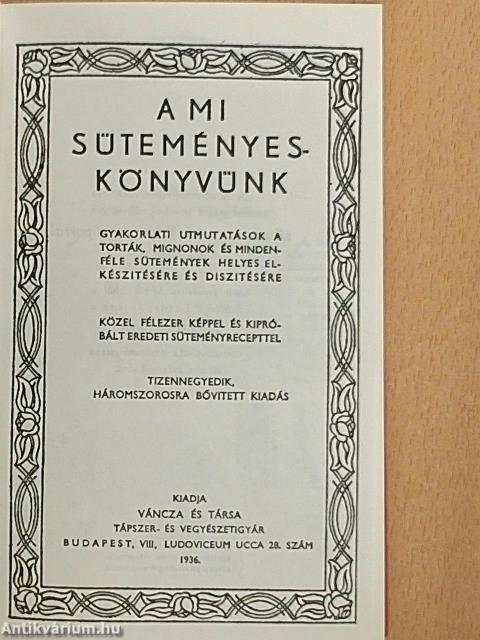 A MI
SÜTEMÉNYES-
KÖNYVÜNK
GYAKORLATI UTMUTATÁSOK A
TORTÁK, MIGNONOK ÉS MINDEN-
FÉLE SÜTEMÉNYEK HELYES EL-
KÉSZITÉSÉRE ÉS DISZITÉSÉRE
KÖZEL FÉLEZER KÉPPEL ÉS KIPRÓ-
BÁLT EREDETI SÜTEMÉNYRECEPTTEL
TIZENNEGYEDIK,
HÁROMSZOROSRA BŐVITETT KIADÁS
KIADJA
VÁNCZA ÉS TÁRSA
TÁPSZER- ÉS VEGYÉSZETIGYÁR
BUDAPEST, VIII, LUDOVICEUM UCCA 28. SZÁM
1936.
Antikvárium.hu